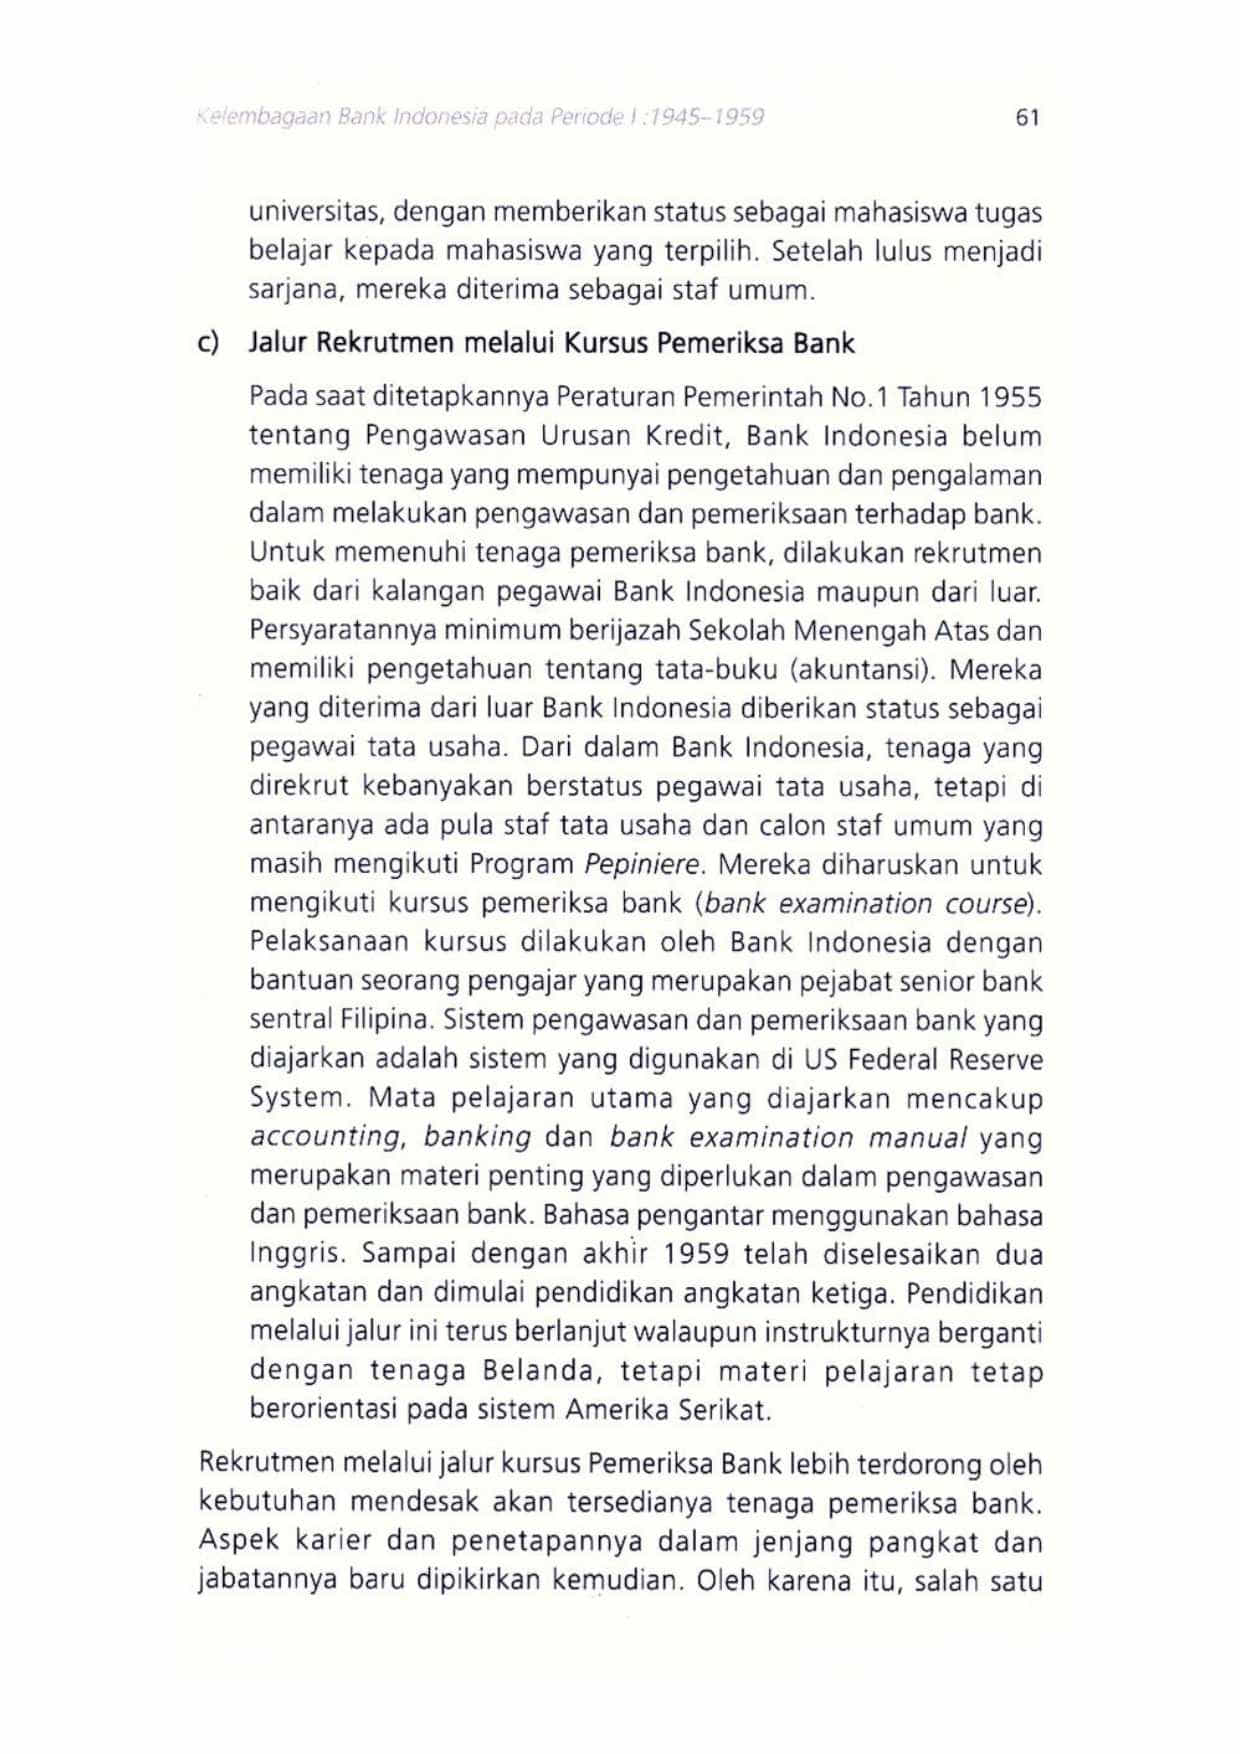 Kelembagaan Bank Indonesia pada Periode I :1945–1959 61
universitas, dengan memberikan status sebagai mahasiswa tugas
belajar kepada mahasiswa yang terpilih. Setelah lulus menjadi
sarjana, mereka diterima sebagai staf umum.
c) Jalur Rekrutmen melalui Kursus Pemeriksa Bank
Pada saat ditetapkannya Peraturan Pemerintah No.1 Tahun 1955
tentang Pengawasan Urusan Kredit, Bank Indonesia belum
memiliki tenaga yang mempunyai pengetahuan dan pengalaman
dalam melakukan pengawasan dan pemeriksaan terhadap bank.
Untuk memenuhi tenaga pemeriksa bank, dilakukan rekrutmen
baik dari kalangan pegawai Bank Indonesia maupun dari luar.
Persyaratannya minimum berijazah Sekolah Menengah Atas dan
memiliki pengetahuan tentang tata-buku (akuntansi). Mereka
yang diterima dari luar Bank Indonesia diberikan status sebagai
pegawai tata usaha. Dari dalam Bank Indonesia, tenaga yang
direkrut kebanyakan berstatus pegawai tata usaha, tetapi di
antaranya ada pula staf tata usaha dan calon staf umum yang
masih mengikuti Program Pepiniere. Mereka diharuskan untuk
mengikuti kursus pemeriksa bank (bank examination course).
Pelaksanaan kursus dilakukan oleh Bank Indonesia dengan
bantuan seorang pengajar yang merupakan pejabat senior bank
sentral Filipina. Sistem pengawasan dan pemeriksaan bank yang
diajarkan adalah sistem yang digunakan di US Federal Reserve
System. Mata pelajaran utama yang diajarkan mencakup
accounting, banking dan bank examination manual yang
merupakan materi penting yang diperlukan dalam pengawasan
dan pemeriksaan bank. Bahasa pengantar menggunakan bahasa
Inggris. Sampai dengan akhir 1959 telah diselesaikan dua
angkatan dan dimulai pendidikan angkatan ketiga. Pendidikan
melalui jalur ini terus berlanjut walaupun instrukturnya berganti
dengan tenaga Belanda, tetapi materi pelajaran tetap
berorientasi pada sistem Amerika Serikat.
Rekrutmen melalui jalur kursus Pemeriksa Bank lebih terdorong oleh
kebutuhan mendesak akan tersedianya tenaga pemeriksa bank.
Aspek karier dan penetapannya dalam jenjang pangkat dan
jabatannya baru dipikirkan kemudian. Oleh karena itu, salah satu